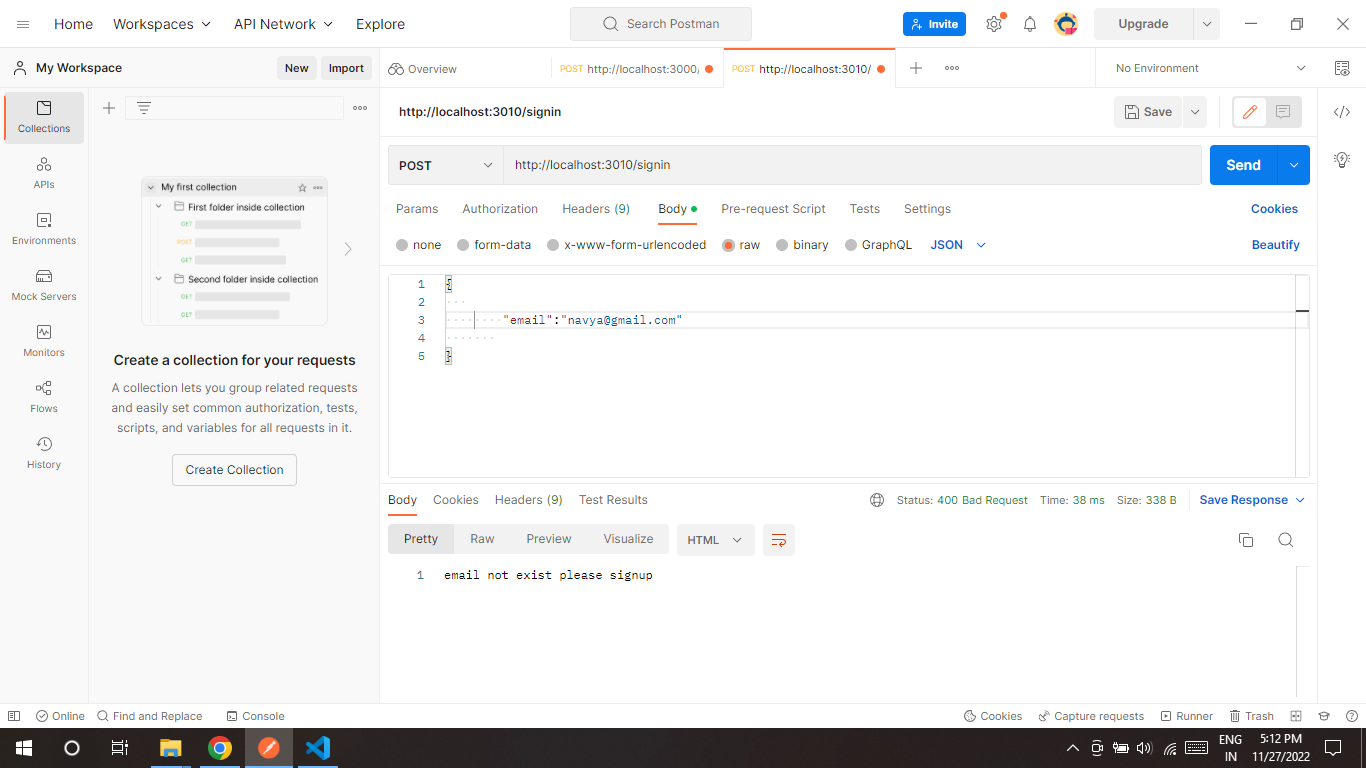 Home Workspaces API Network Explore Search Postman Invite Upgrade
My Workspace New Import Overview POST http://localhost:3000/ POST http://localhost:3010/ No Environment
http://localhost:3010/signin Save
Collections
APIs
Environments
Mock Servers
Monitors
Flows
History
My first collection
First folder inside collection
GET
POST
GET
Second folder inside collection
GET
GET
Create a collection for your requests
A collection lets you group related requests
and easily set common authorization, tests,
scripts, and variables for all requests in it.
Create Collection
POST http://localhost:3010/signin Send
Params Authorization Headers (9) Body Pre-request Script Tests Settings Cookies
none form-data x-www-form-urlencoded raw binary GraphQL JSON Beautify
1 {
2
3 "email":"navya@gmail.com"
4
5 }
Body Cookies Headers (9) Test Results Status: 400 Bad Request Time: 38 ms Size: 338 B Save Response
Pretty Raw Preview Visualize HTML
1 email not exist please signup
Online Find and Replace Console Cookies Capture requests Runner Trash
ENG 5:12 PM
IN 11/27/2022